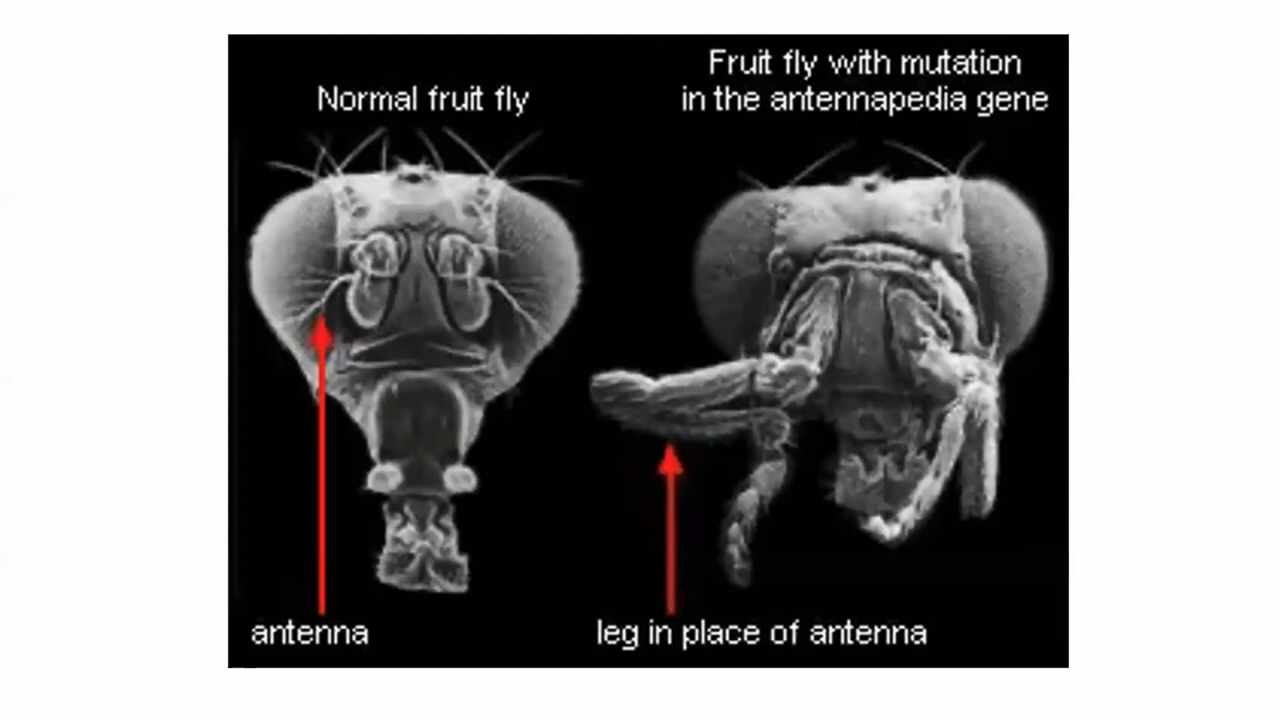 Normal fruit fly
Fruit fly with mutation
in the antennapedia gene
antenna
leg in place of antenna